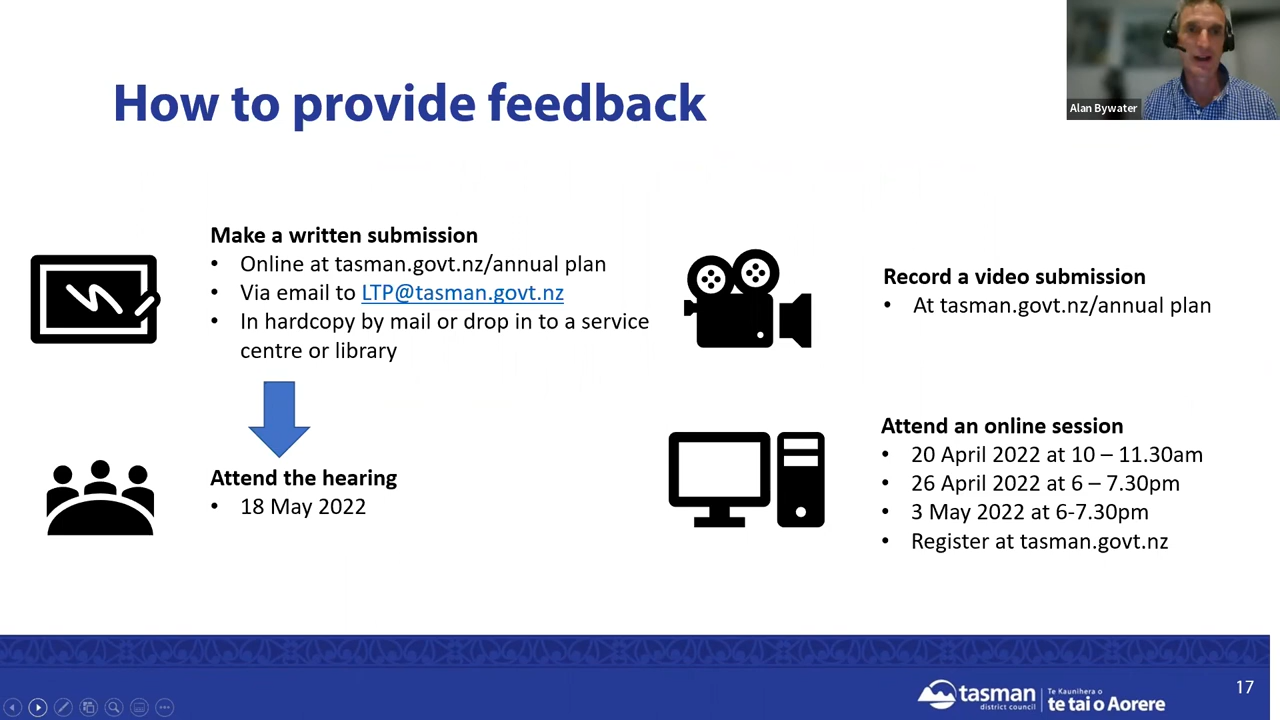 How to provide feedback
Alan Bywater
Make a written submission
• Online at tasman.govt.nz/annual plan
• Via email to LTP@tasman.govt.nz
• In hardcopy by mail or drop in to a service
centre or library
Attend the hearing
• 18 May 2022
Record a video submission
• At tasman.govt.nz/annual plan
Attend an online session
• 20 April 2022 at 10 – 11.30am
• 26 April 2022 at 6 – 7.30pm
• 3 May 2022 at 6-7.30pm
• Register at tasman.govt.nz
tasman
district council
Te Kaunihera o
te tai o Aorere
17